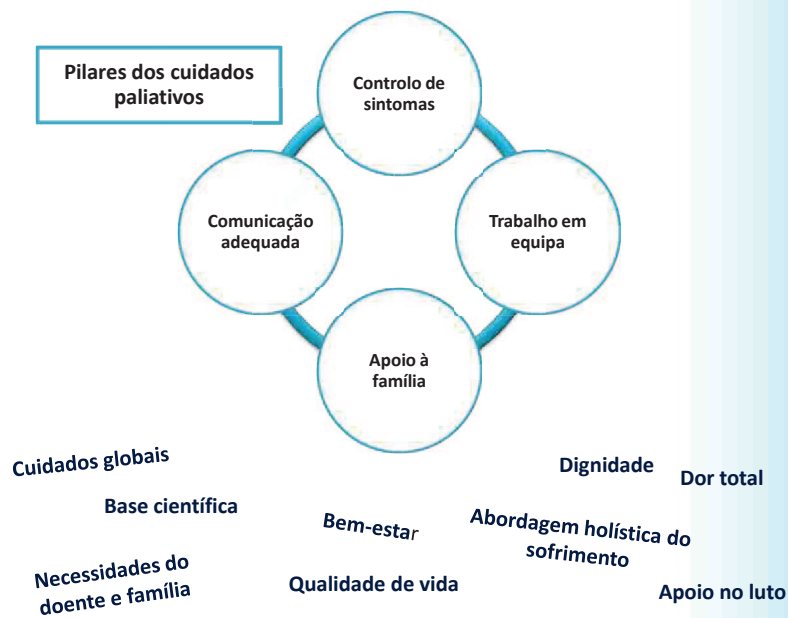 Pilares dos cuidados
paliativos
Controlo de
sintomas
Comunicação
adequada
Trabalho em
equipa
Apoio à
família
Cuidados globais
Dignidade
Dor total
Base científica
Bem-estar
Abordagem holística do
sofrimento
Necessidades do
doente e família
Qualidade de vida
Apoio no luto